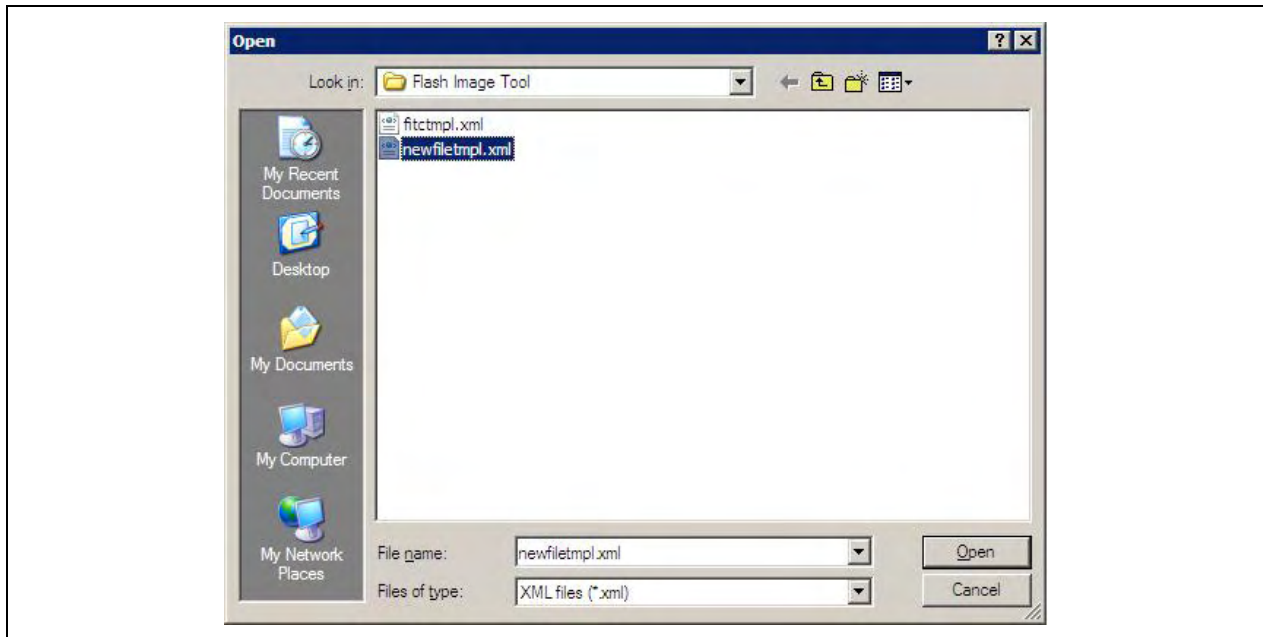 Open
Look in: Flash Image Tool
fitctmpl.xml
newfiletmpl.xml
My Recent
Documents
Desktop
My Documents
My Computer
My Network
Places
File name: newfiletmpl.xml Open
Files of type: XML files (*.xml) Cancel